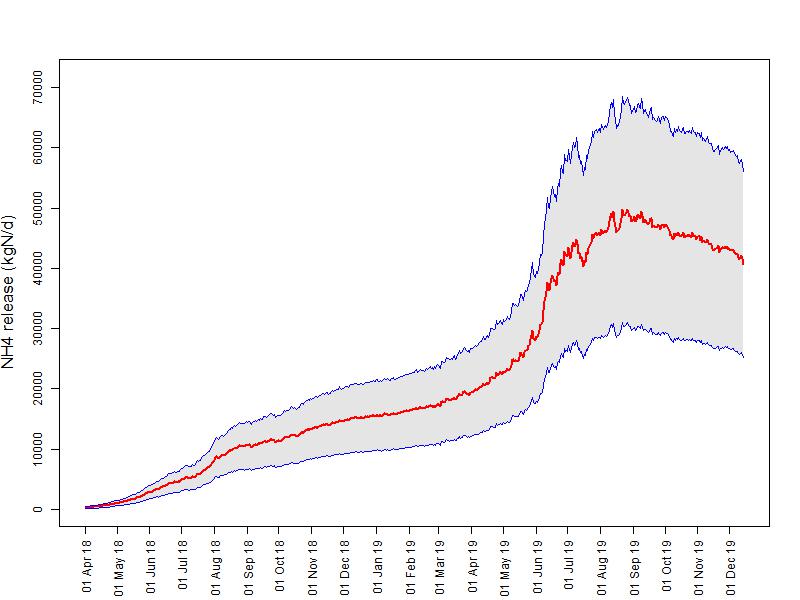 NH4 release (kgN/d)
70000
60000
50000
40000
30000
20000
10000
0
01 Apr 18
01 May 18
01 Jun 18
01 Jul 18
01 Aug 18
01 Sep 18
01 Oct 18
01 Nov 18
01 Dec 18
01 Jan 19
01 Feb 19
01 Mar 19
01 Apr 19
01 May 19
01 Jun 19
01 Jul 19
01 Aug 19
01 Sep 19
01 Oct 19
01 Nov 19
01 Dec 19